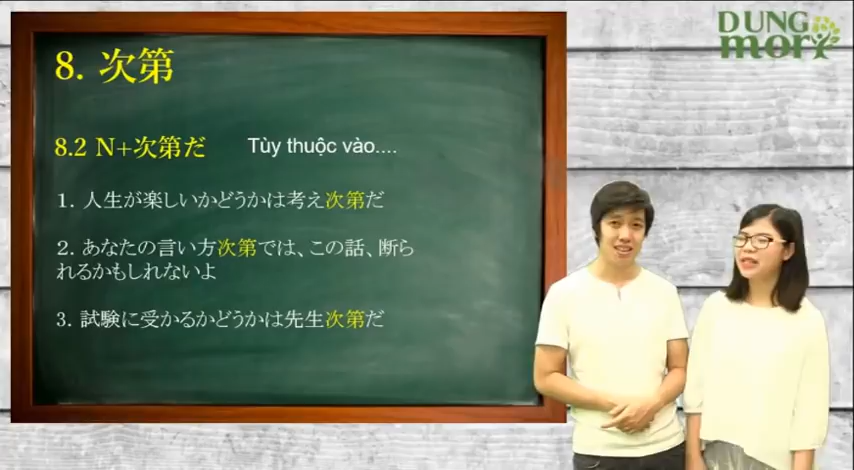 DUNG
mori
8. 次第
8.2 N+次第だ Tùy thuộc vào....
1. 人生が楽しいかどうかは考え次第だ
2. あなたの言い方次第では、この話、断ら
れるかもしれないよ
3. 試験に受かるかどうかは先生次第だ